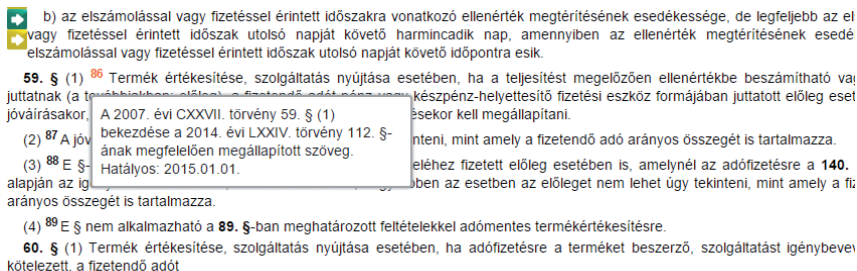 b) az elszámolással vagy fizetéssel érintett időszakra vonatkozó ellenérték megtérítésének esedékessége, de legfeljebb az el
vagy fizetéssel érintett időszak utolsó napját követő harmincadik nap, amennyiben az ellenérték megtérítésének esedé
elszámolással vagy fizetéssel érintett időszak utolsó napját követő időpontra esik.
59. § (1) 86 Termék értékesítése, szolgáltatás nyújtása esetében, ha a teljesítést megelőzően ellenértékbe beszámítható va
juttatnak (a továbbiakban: előleg), a fizetendő adót pénz vagy készpénz-helyettesítő fizetési eszköz formájában juttatott előleg eset
jóváírásakor, ésekor kell megállapítani.
A 2007. évi CXXVII. törvény 59. § (1)
bekezdése a 2014. évi LXXIV. törvény 112. §-
ának megfelelően megállapított szöveg.
Hatályos: 2015.01.01.
(2) 87 A jóv inteni, mint amely a fizetendő adó arányos összegét is tartalmazza.
(3) 88 E §- eléhez fizetett előleg esetében is, amelynél az adófizetésre a 140.
alapján az ig ben az esetben az előleget nem lehet úgy tekinteni, mint amely a fiz
arányos összegét is tartalmazza.
(4) 89 E § nem alkalmazható a 89. §-ban meghatározott feltételekkel adómentes termékértékesítésre.
60. § (1) Termék értékesítése, szolgáltatás nyújtása esetében, ha adófizetésre a terméket beszerző, szolgáltatást igénybevev
kötelezett, a fizetendő adót